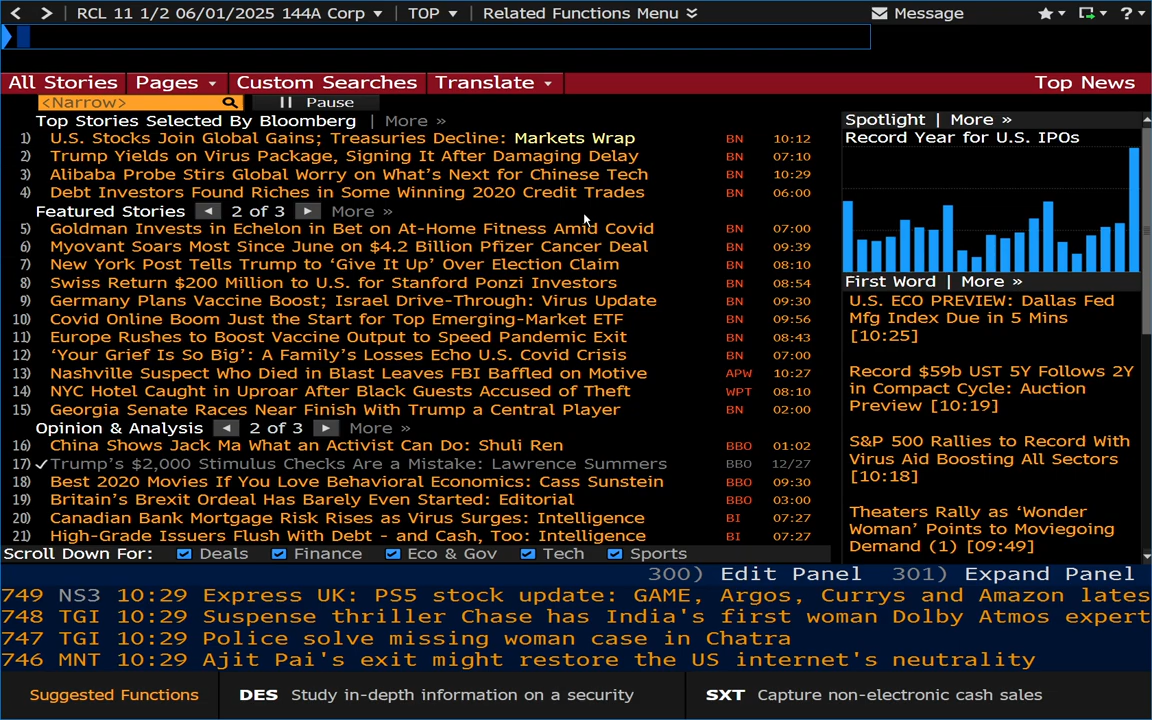 RCL 11 1/2 06/01/2025 144A Corp TOP Related Functions Menu Message ?
All Stories Pages Custom Searches Translate Top News
<Narrow> Pause
Top Stories Selected By Bloomberg | More »
1) U.S. Stocks Join Global Gains; Treasuries Decline: Markets Wrap BN 10:12
2) Trump Yields on Virus Package, Signing It After Damaging Delay BN 07:10
3) Alibaba Probe Stirs Global Worry on What's Next for Chinese Tech BN 10:29
4) Debt Investors Found Riches in Some Winning 2020 Credit Trades BN 06:00
Featured Stories 2 of 3 More »
5) Goldman Invests in Echelon in Bet on At-Home Fitness Amid Covid BN 07:00
6) Myovant Soars Most Since June on $4.2 Billion Pfizer Cancer Deal BN 09:39
7) New York Post Tells Trump to ‘Give It Up’ Over Election Claim BN 08:10
8) Swiss Return $200 Million to U.S. for Stanford Ponzi Investors BN 08:54
9) Germany Plans Vaccine Boost; Israel Drive-Through: Virus Update BN 09:30
10) Covid Online Boom Just the Start for Top Emerging-Market ETF BN 09:56
11) Europe Rushes to Boost Vaccine Output to Speed Pandemic Exit BN 08:43
12) ‘Your Grief Is So Big’: A Family’s Losses Echo U.S. Covid Crisis BN 07:00
13) Nashville Suspect Who Died in Blast Leaves FBI Baffled on Motive APW 10:27
14) NYC Hotel Caught in Uproar After Black Guests Accused of Theft WPT 08:10
15) Georgia Senate Races Near Finish With Trump a Central Player BN 02:00
Opinion & Analysis 2 of 3 More »
16) China Shows Jack Ma What an Activist Can Do: Shuli Ren BBO 01:02
17) Trump’s $2,000 Stimulus Checks Are a Mistake: Lawrence Summers BBO 12/27
18) Best 2020 Movies If You Love Behavioral Economics: Cass Sunstein BBO 09:30
19) Britain’s Brexit Ordeal Has Barely Even Started: Editorial BBO 03:00
20) Canadian Bank Mortgage Risk Rises as Virus Surges: Intelligence BI 07:27
21) High-Grade Issuers Flush With Debt - and Cash, Too: Intelligence BI 07:27
Scroll Down For: Deals Finance Eco & Gov Tech Sports
Spotlight | More »
Record Year for U.S. IPOs
First Word | More »
U.S. ECO PREVIEW: Dallas Fed
Mfg Index Due in 5 Mins
[10:25]
Record $59b UST 5Y Follows 2Y
in Compact Cycle: Auction
Preview [10:19]
S&P 500 Rallies to Record With
Virus Aid Boosting All Sectors
[10:18]
Theaters Rally as ‘Wonder
Woman’ Points to Moviegoing
Demand (1) [09:49]
300) Edit Panel 301) Expand Panel
749 NS3 10:29 Express UK: PS5 stock update: GAME, Argos, Currys and Amazon lates
748 TGI 10:29 Suspense thriller Chase has India's first woman Dolby Atmos expert
747 TGI 10:29 Police solve missing woman case in Chatra
746 MNT 10:29 Ajit Pai's exit might restore the US internet's neutrality
Suggested Functions DES Study in-depth information on a security SXT Capture non-electronic cash sales